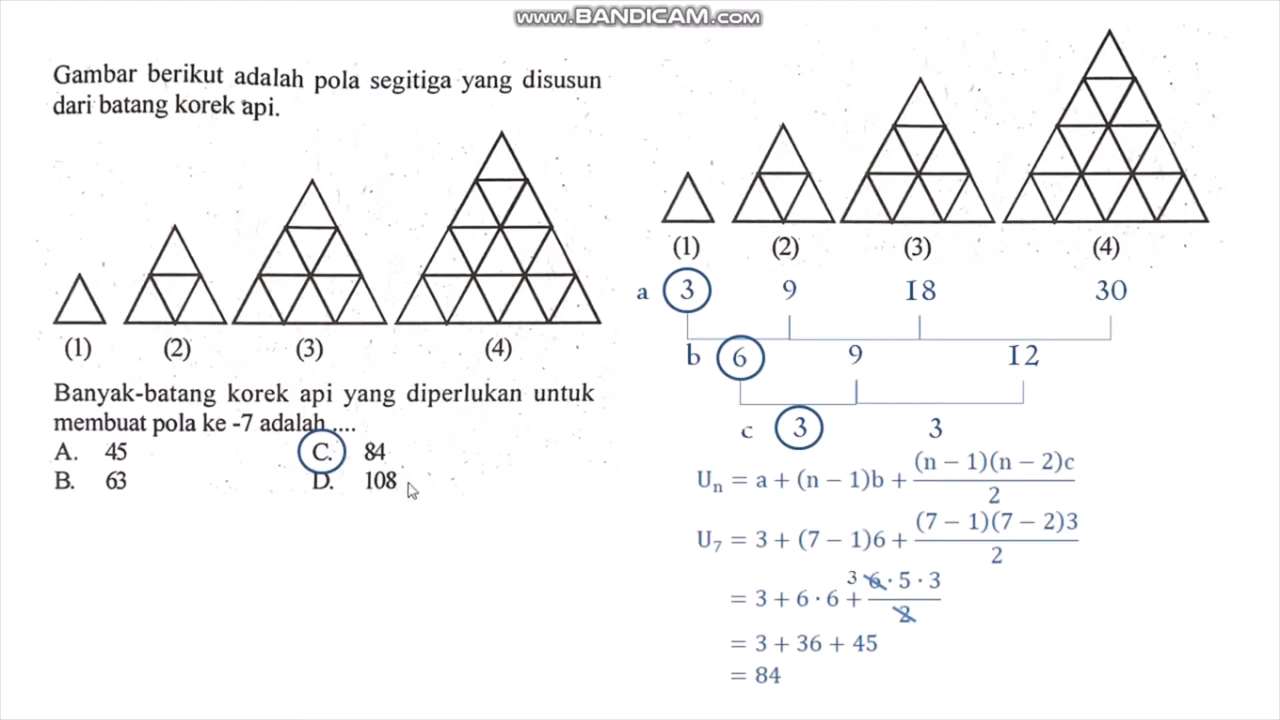 www.BANDICAM.com
Gambar berikut adalah pola segitiga yang disusun
dari batang korek api.
(1) (2) (3) (4)
Banyak-batang korek api yang diperlukan untuk
membuat pola ke -7 adalah ....
A. 45 C. 84
B. 63 D. 108
(1) (2) (3) (4)
a 3 9 18 30
b 6 9 12
c 3 3
Uₙ = a + (n − 1)b + (n − 1)(n − 2)c / 2
U₇ = 3 + (7 − 1)6 + (7 − 1)(7 − 2)3 / 2
= 3 + 6 · 6 + 3 6 · 5 · 3 / 2
= 3 + 36 + 45
= 84